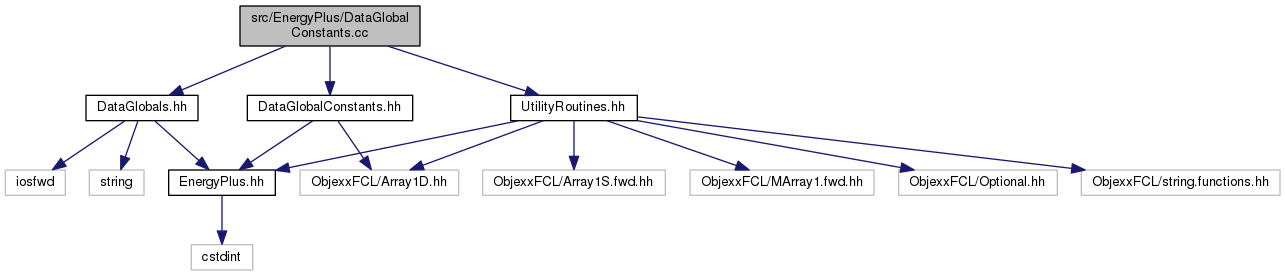 src/EnergyPlus/DataGlobal
Constants.cc
DataGlobals.hh
DataGlobalConstants.hh
UtilityRoutines.hh
iosfwd
string
EnergyPlus.hh
ObjexxFCL/Array1D.hh
ObjexxFCL/Array1S.fwd.hh
ObjexxFCL/MArray1.fwd.hh
ObjexxFCL/Optional.hh
ObjexxFCL/string.functions.hh
cstdint